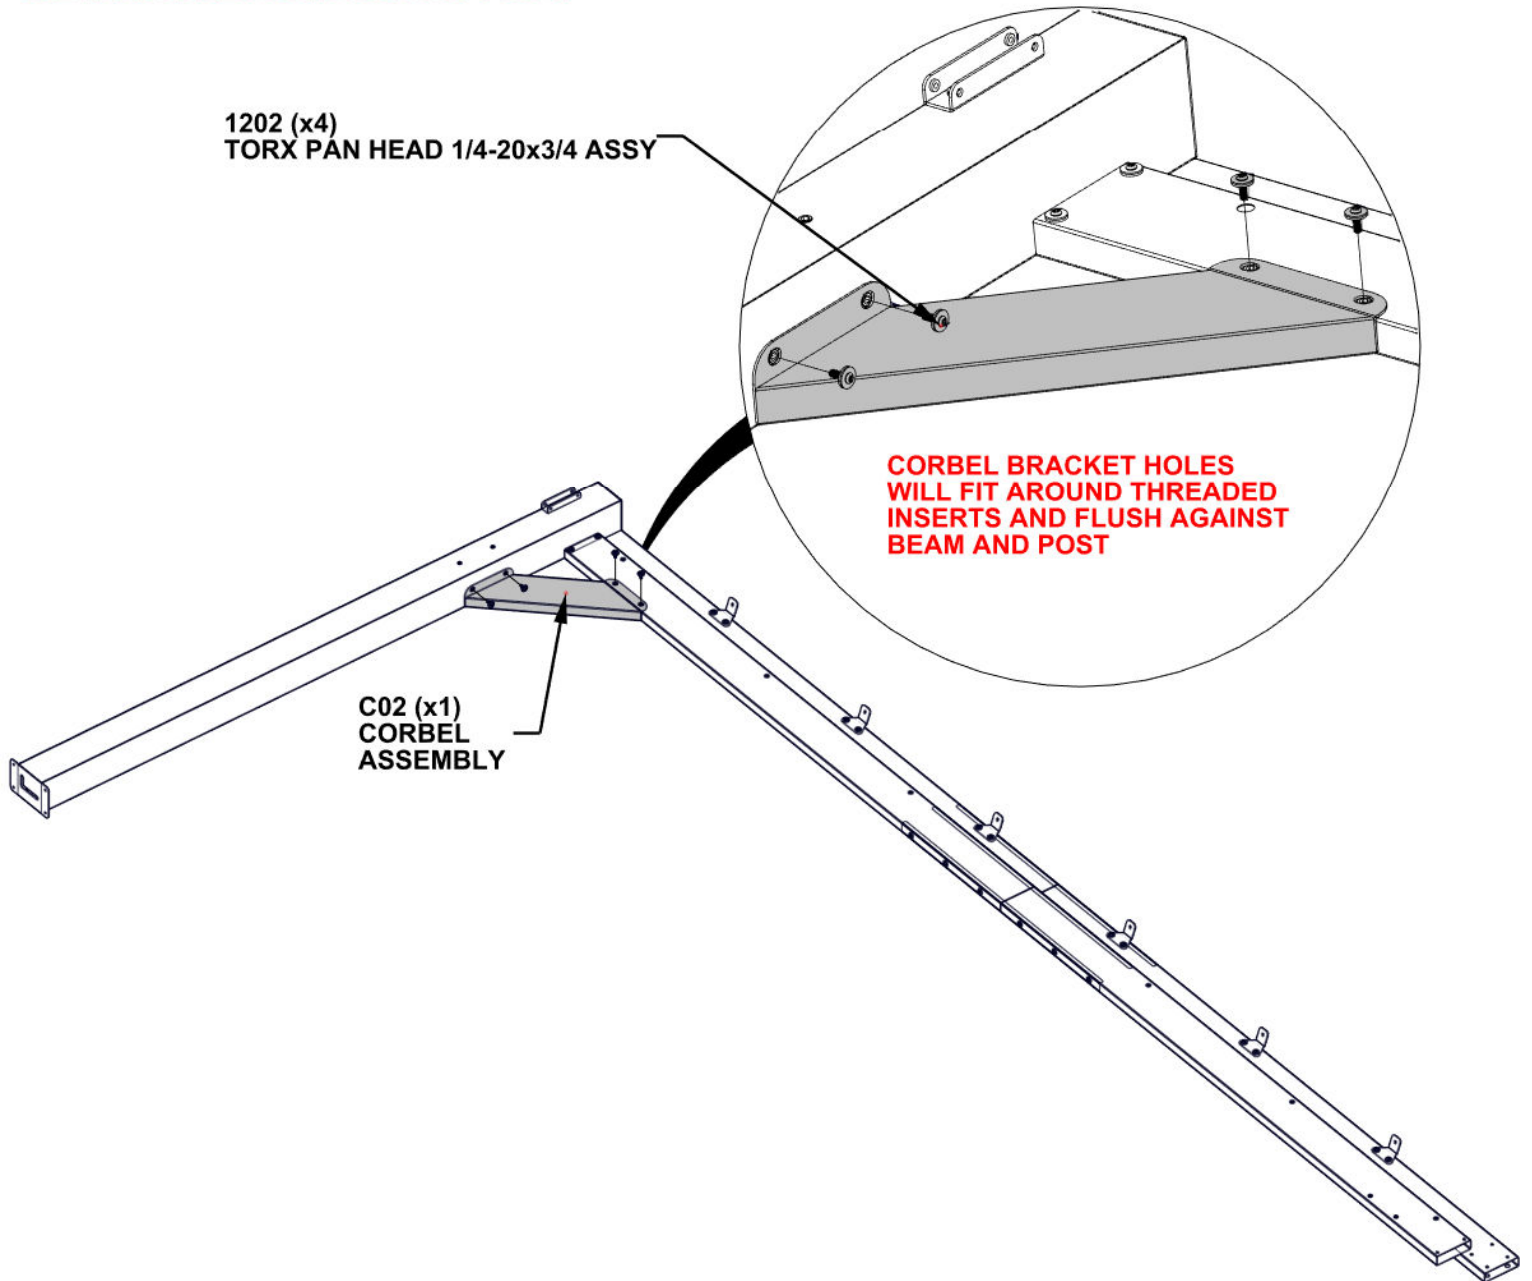 1202 (x4)
TORX PAN HEAD 1/4-20x3/4 ASSY
CORBEL BRACKET HOLES
WILL FIT AROUND THREADED
INSERTS AND FLUSH AGAINST
BEAM AND POST
C02 (x1)
CORBEL
ASSEMBLY